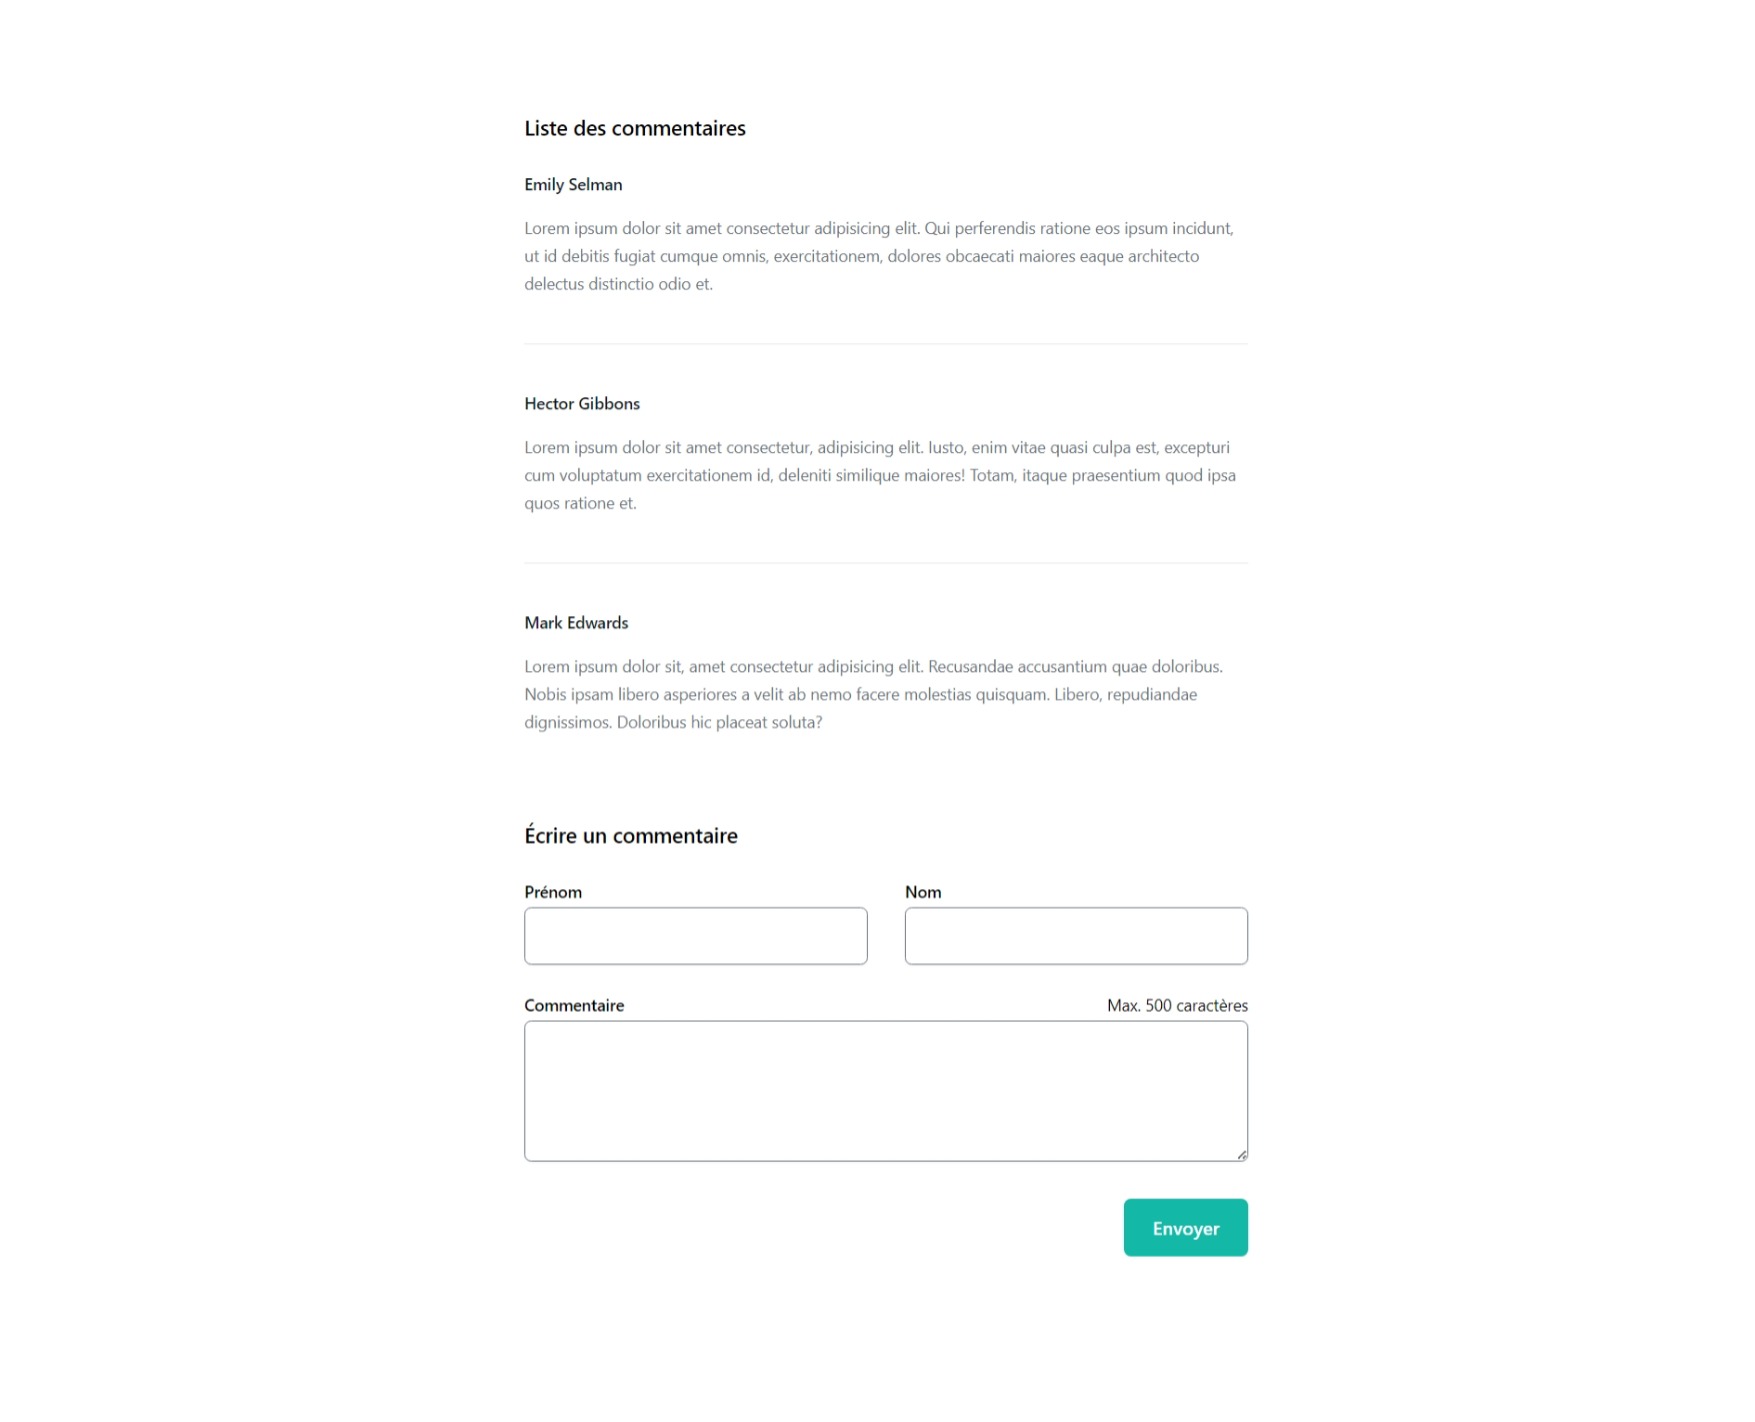 Liste des commentaires
Emily Selman
Lorem ipsum dolor sit amet consectetur adipisicing elit. Qui perferendis ratione eos ipsum incidunt,
ut id debitis fugiat cumque omnis, exercitationem, dolores obcaecati maiores eaque architecto
delectus distinctio odio et.
Hector Gibbons
Lorem ipsum dolor sit amet consectetur, adipisicing elit. Iusto, enim vitae quasi culpa est, excepturi
cum voluptatum exercitationem id, deleniti similique maiores! Totam, itaque praesentium quod ipsa
quos ratione et.
Mark Edwards
Lorem ipsum dolor sit, amet consectetur adipisicing elit. Recusandae accusantium quae doloribus.
Nobis ipsam libero asperiores a velit ab nemo facere molestias quisquam. Libero, repudiandae
dignissimos. Doloribus hic placeat soluta?
Écrire un commentaire
Prénom
Nom
Commentaire
Max. 500 caractères
Envoyer